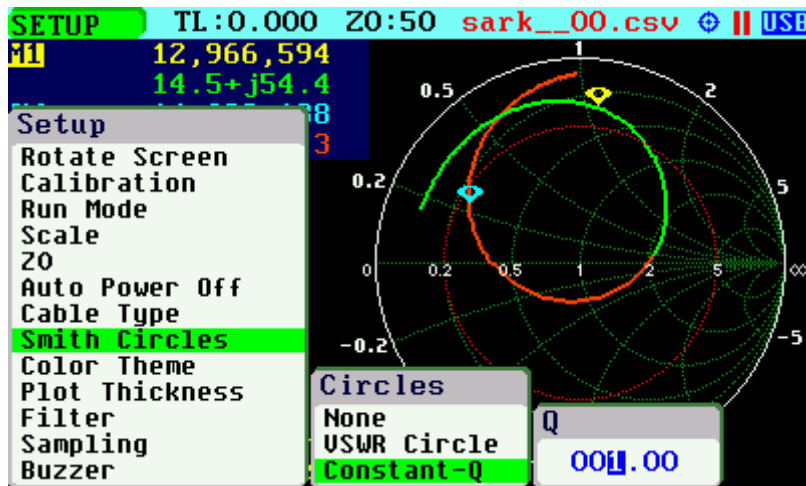 SETUP TL:0.000 Z0:50 sark__00.csv USB
M1 12,966,594
14.5+j54.4
8
3
Setup
Rotate Screen
Calibration
Run Mode
Scale
ZO
Auto Power Off
Cable Type
Smith Circles
Color Theme
Plot Thickness
Filter
Sampling
Buzzer
1
0.5 2
0.2 5
0 0.2 0.5 1 2 5 ∞
-0.2 -5
Circles
None
VSWR Circle
Constant-Q
Q
001.00